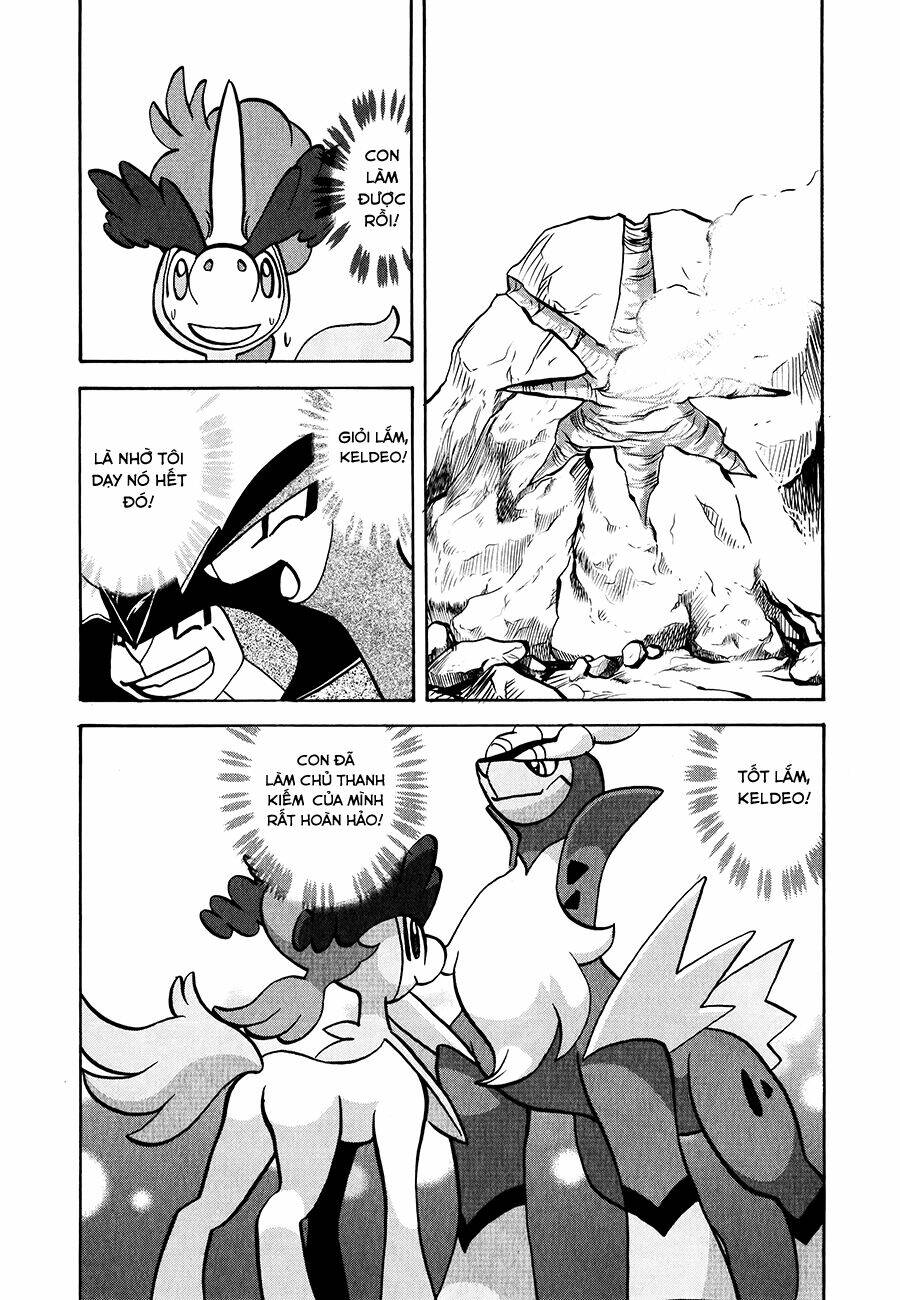 CON
LÀM
ĐƯỢC
RỒI!
GIỎI LẮM,
KELDEO!
LÀ NHỜ TÔI
DẠY NÓ HẾT
ĐÓ!
TỐT LẮM,
KELDEO!
CON ĐÃ
LÀM CHỦ THANH
KIẾM CỦA MÌNH
RẤT HOÀN HẢO!